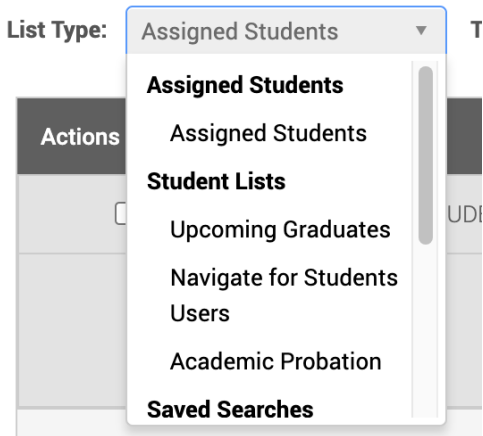 List Type: Assigned Students
Assigned Students
Actions
Assigned Students
Student Lists
Upcoming Graduates
Navigate for Students
Users
Academic Probation
Saved Searches